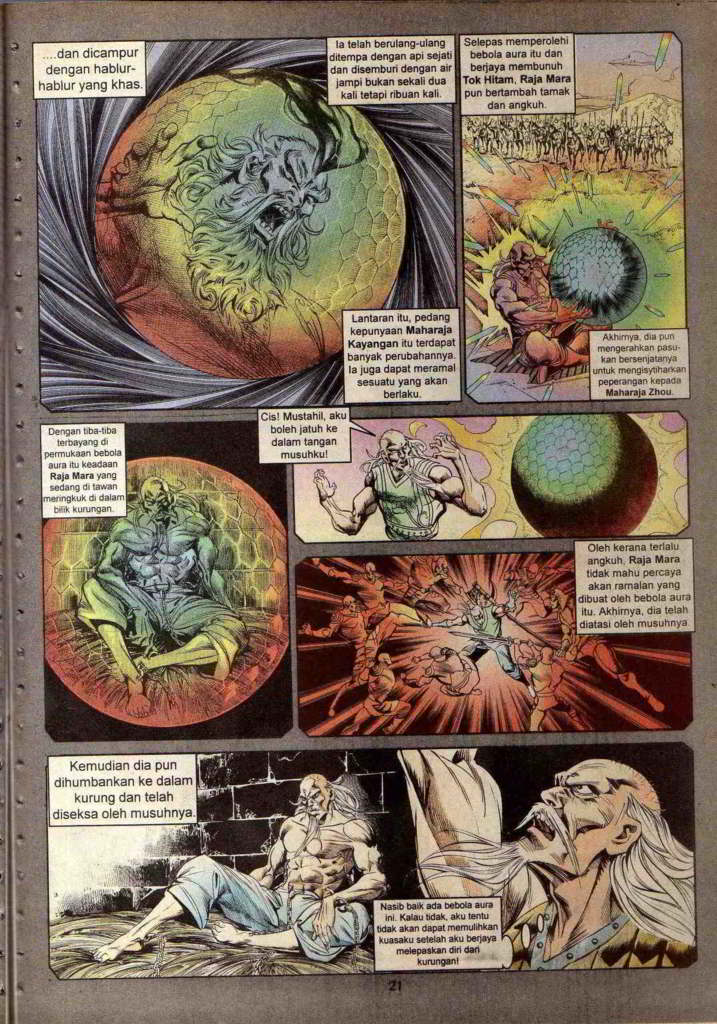 ....dan dicampur
dengan hablur-
hablur yang khas.
Ia telah berulang-ulang
ditempa dengan api sejati
dan disemburi dengan air
jampi bukan sekali dua
kali tetapi ribuan kali.
Lantaran itu, pedang
kepunyaan Maharaja
Kayangan itu terdapat
banyak perubahannya.
Ia juga dapat meramal
sesuatu yang akan
berlaku.
Selepas memperolehi
bebola aura itu dan
berjaya membunuh
Tok Hitam, Raja Mara
pun bertambah tamak
dan angkuh.
Akhirnya, dia pun
mengerahkan pasu-
kan bersenjatanya
untuk mengisytiharkan
peperangan kepada
Maharaja Zhou.
Dengan tiba-tiba
terbayang di
permukaan bebola
aura itu keadaan
Raja Mara yang
sedang di tawan
meringkuk di dalam
bilik kurungan.
Cis! Mustahil, aku
boleh jatuh ke
dalam tangan
musuhku!
Oleh kerana terlalu
angkuh, Raja Mara
tidak mahu percaya
akan ramalan yang
dibuat oleh bebola aura
itu. Akhirnya, dia telah
diatasi oleh musuhnya.
Kemudian dia pun
dihumbankan ke dalam
kurung dan telah
diseksa oleh musuhnya.
Nasib baik ada bebola aura
ini. Kalau tidak, aku tentu
tidak akan dapat memulihkan
kuasaku setelah aku berjaya
melepaskan diri dari
kurungan!
21